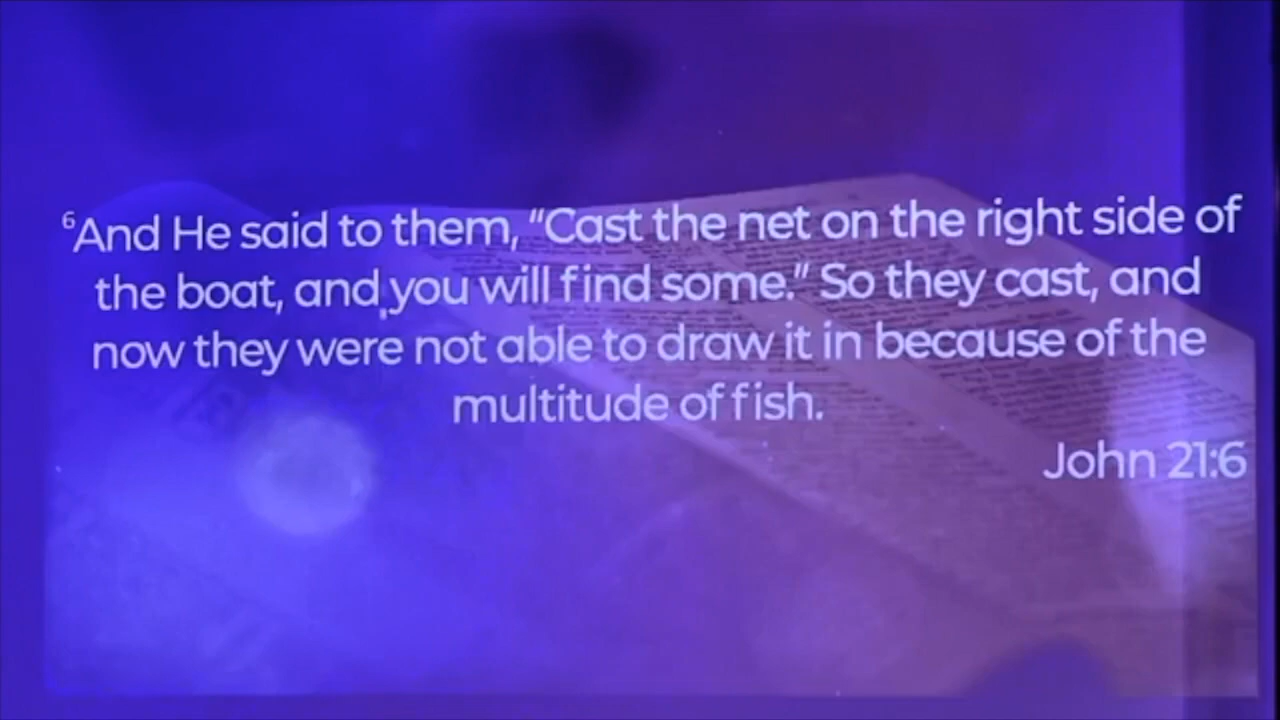 ⁶And He said to them, “Cast the net on the right side of
the boat, and you will find some.” So they cast, and
now they were not able to draw it in because of the
multitude of fish.
John 21:6